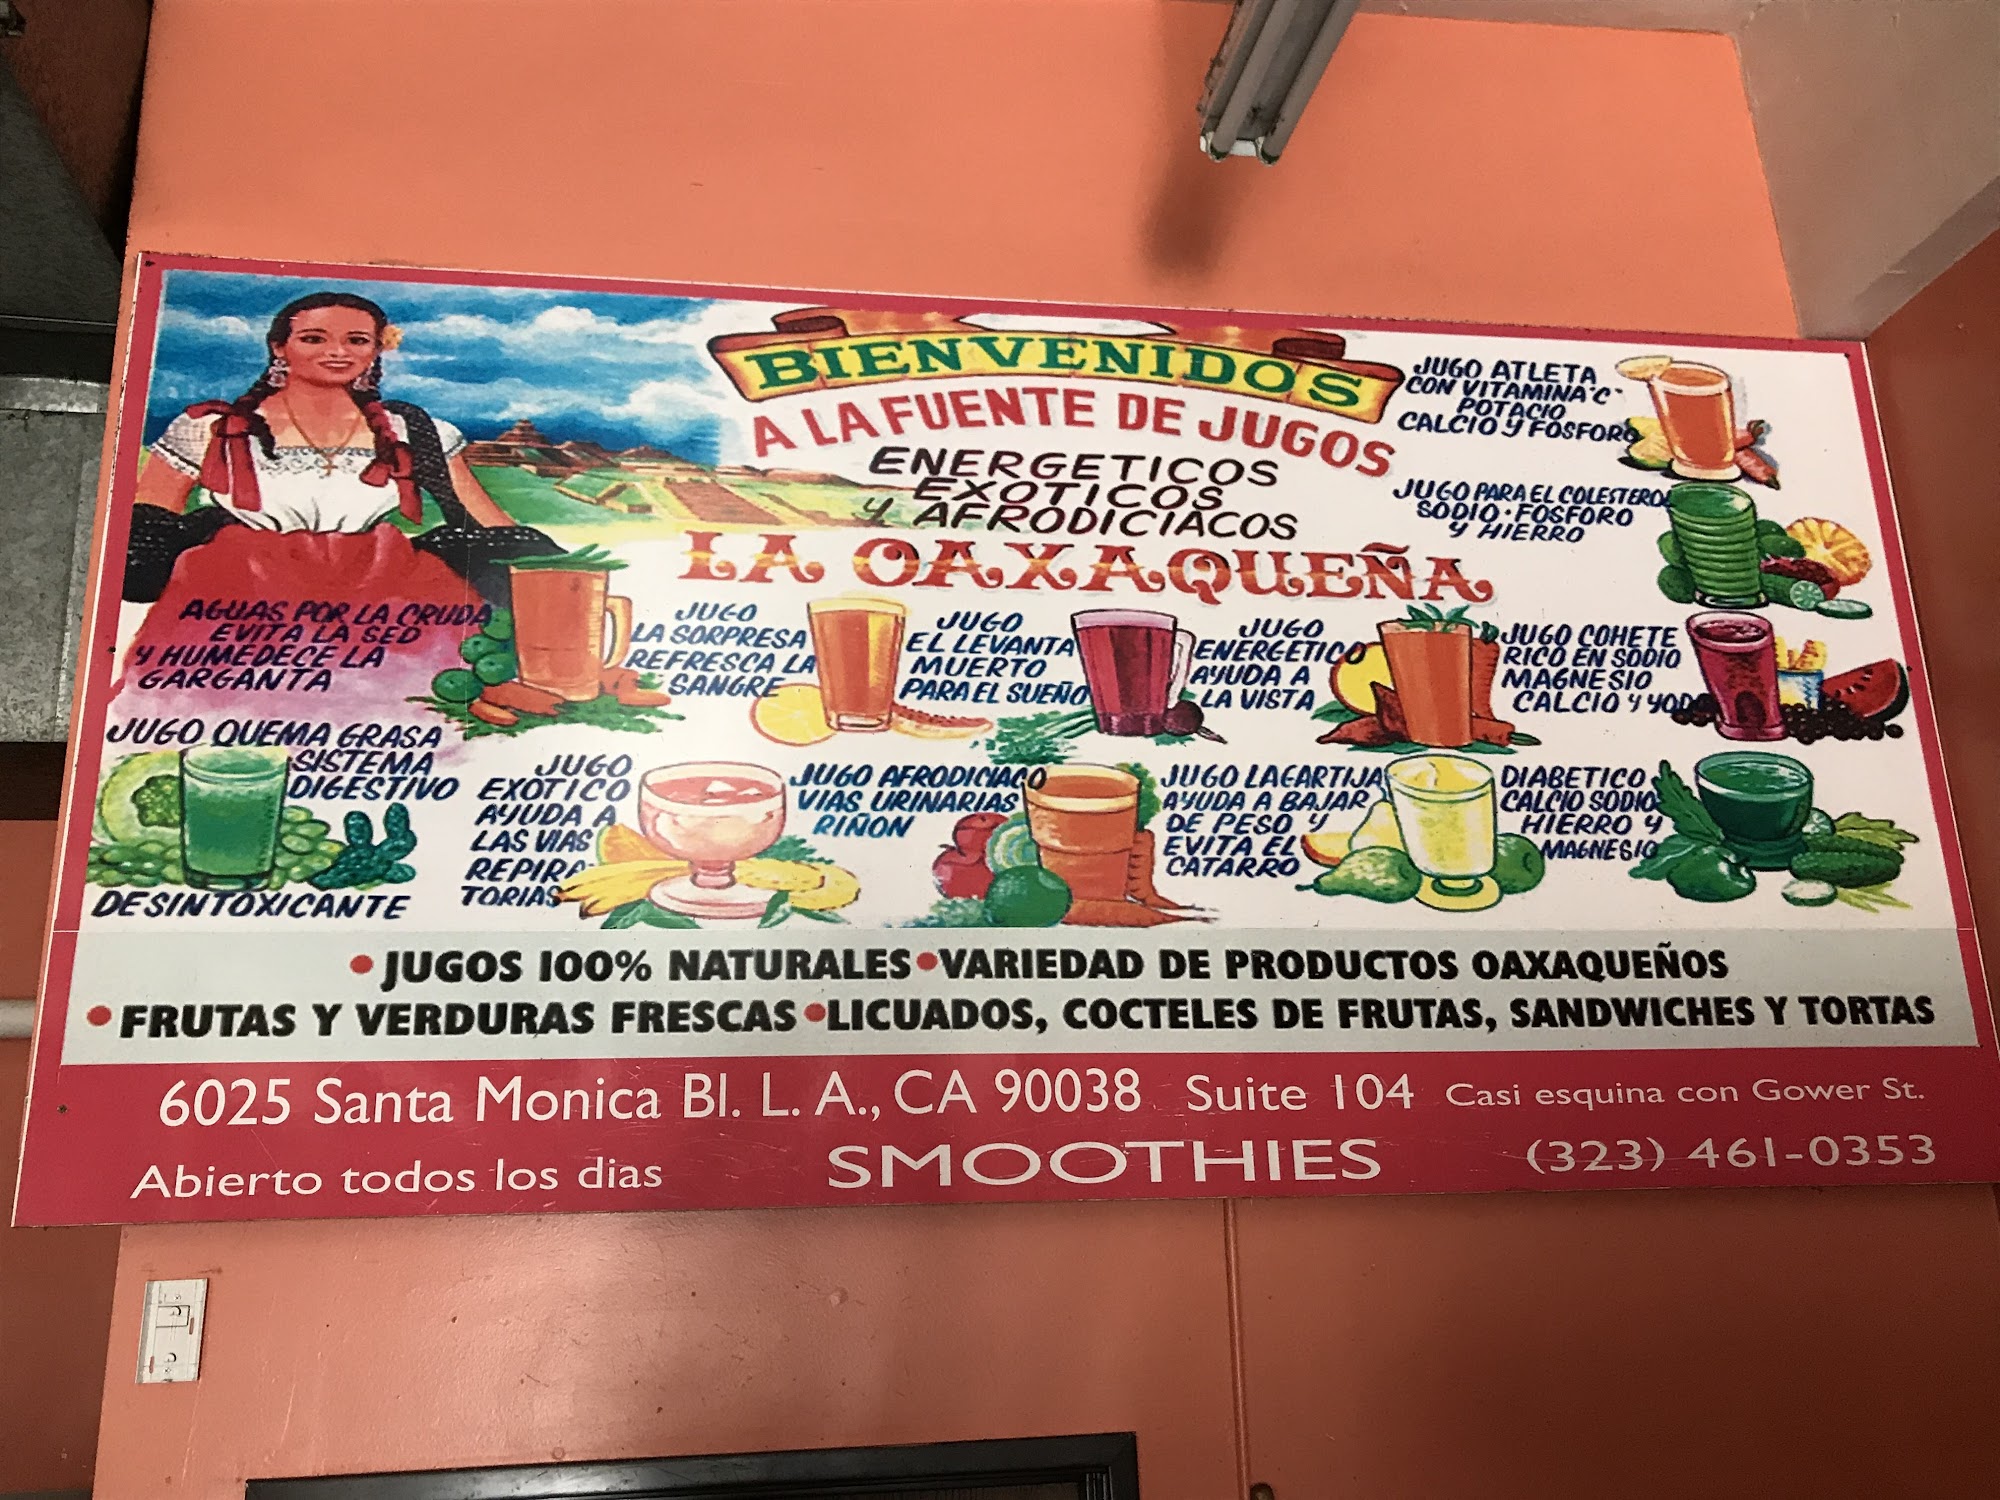 BIENVENIDOS
A LA FUENTE DE JUGOS
ENERGETICOS
EXOTICOS
Y AFRODICIACOS
LA OAXAQUEÑA
JUGO ATLETA
CON VITAMINA "C"
POTACIO
CALCIO Y FOSFORO
JUGO PARA EL COLESTEROL
SODIO · FOSFORO
Y HIERRO
AGUAS POR LA CRUDA
EVITA LA SED
Y HUMEDECE LA
GARGANTA
JUGO
LA SORPRESA
REFRESCA LA
SANGRE
JUGO
EL LEVANTA
MUERTO
PARA EL SUEÑO
JUGO
ENERGETICO
AYUDA A
LA VISTA
JUGO COHETE
RICO EN SODIO
MAGNESIO
CALCIO Y YODO
JUGO QUEMA GRASA
SISTEMA
DIGESTIVO
DESINTOXICANTE
JUGO
EXOTICO
AYUDA A
LAS VIAS
REPIRA
TORIAS
JUGO AFRODICIACO
VIAS URINARIAS
RIÑON
JUGO LAGARTIJA
AYUDA A BAJAR
DE PESO Y
EVITA EL
CATARRO
DIABETICO
CALCIO SODIO
HIERRO Y
MAGNESIO
•JUGOS 100% NATURALES •VARIEDAD DE PRODUCTOS OAXAQUEÑOS
•FRUTAS Y VERDURAS FRESCAS •LICUADOS, COCTELES DE FRUTAS, SANDWICHES Y TORTAS
6025 Santa Monica Bl. L. A., CA 90038 Suite 104 Casi esquina con Gower St.
Abierto todos los dias SMOOTHIES (323) 461-0353